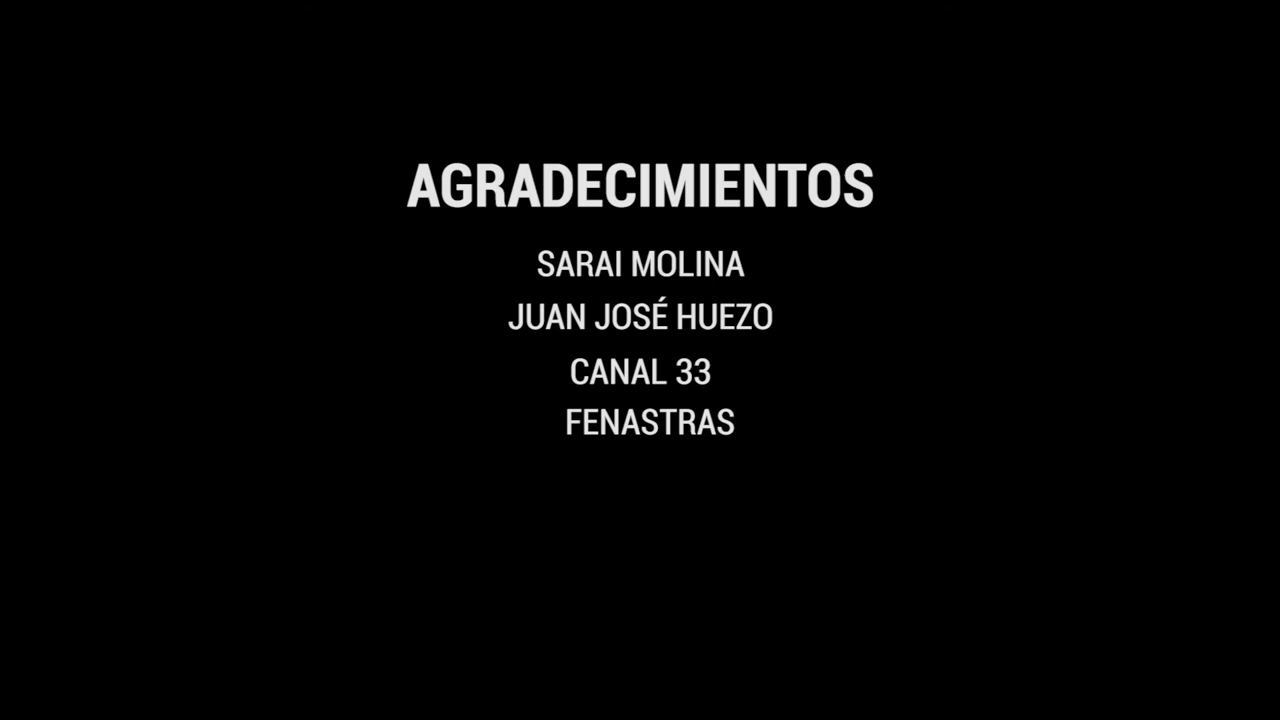 AGRADECIMIENTOS
SARAI MOLINA
JUAN JOSÉ HUEZO
CANAL 33
FENASTRAS